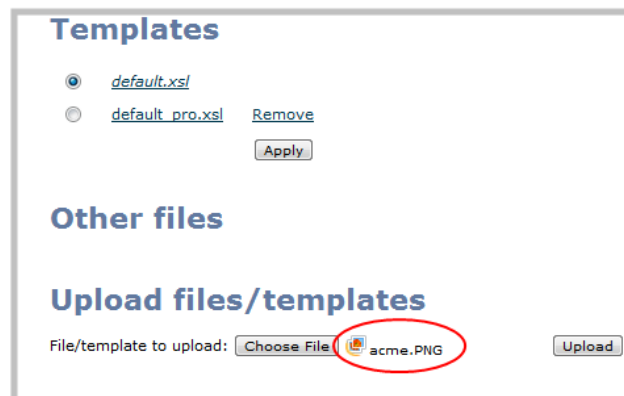 Templates
default.xsl
default_pro.xsl Remove
Apply
Other files
Upload files/templates
File/template to upload: Choose File acme.PNG Upload